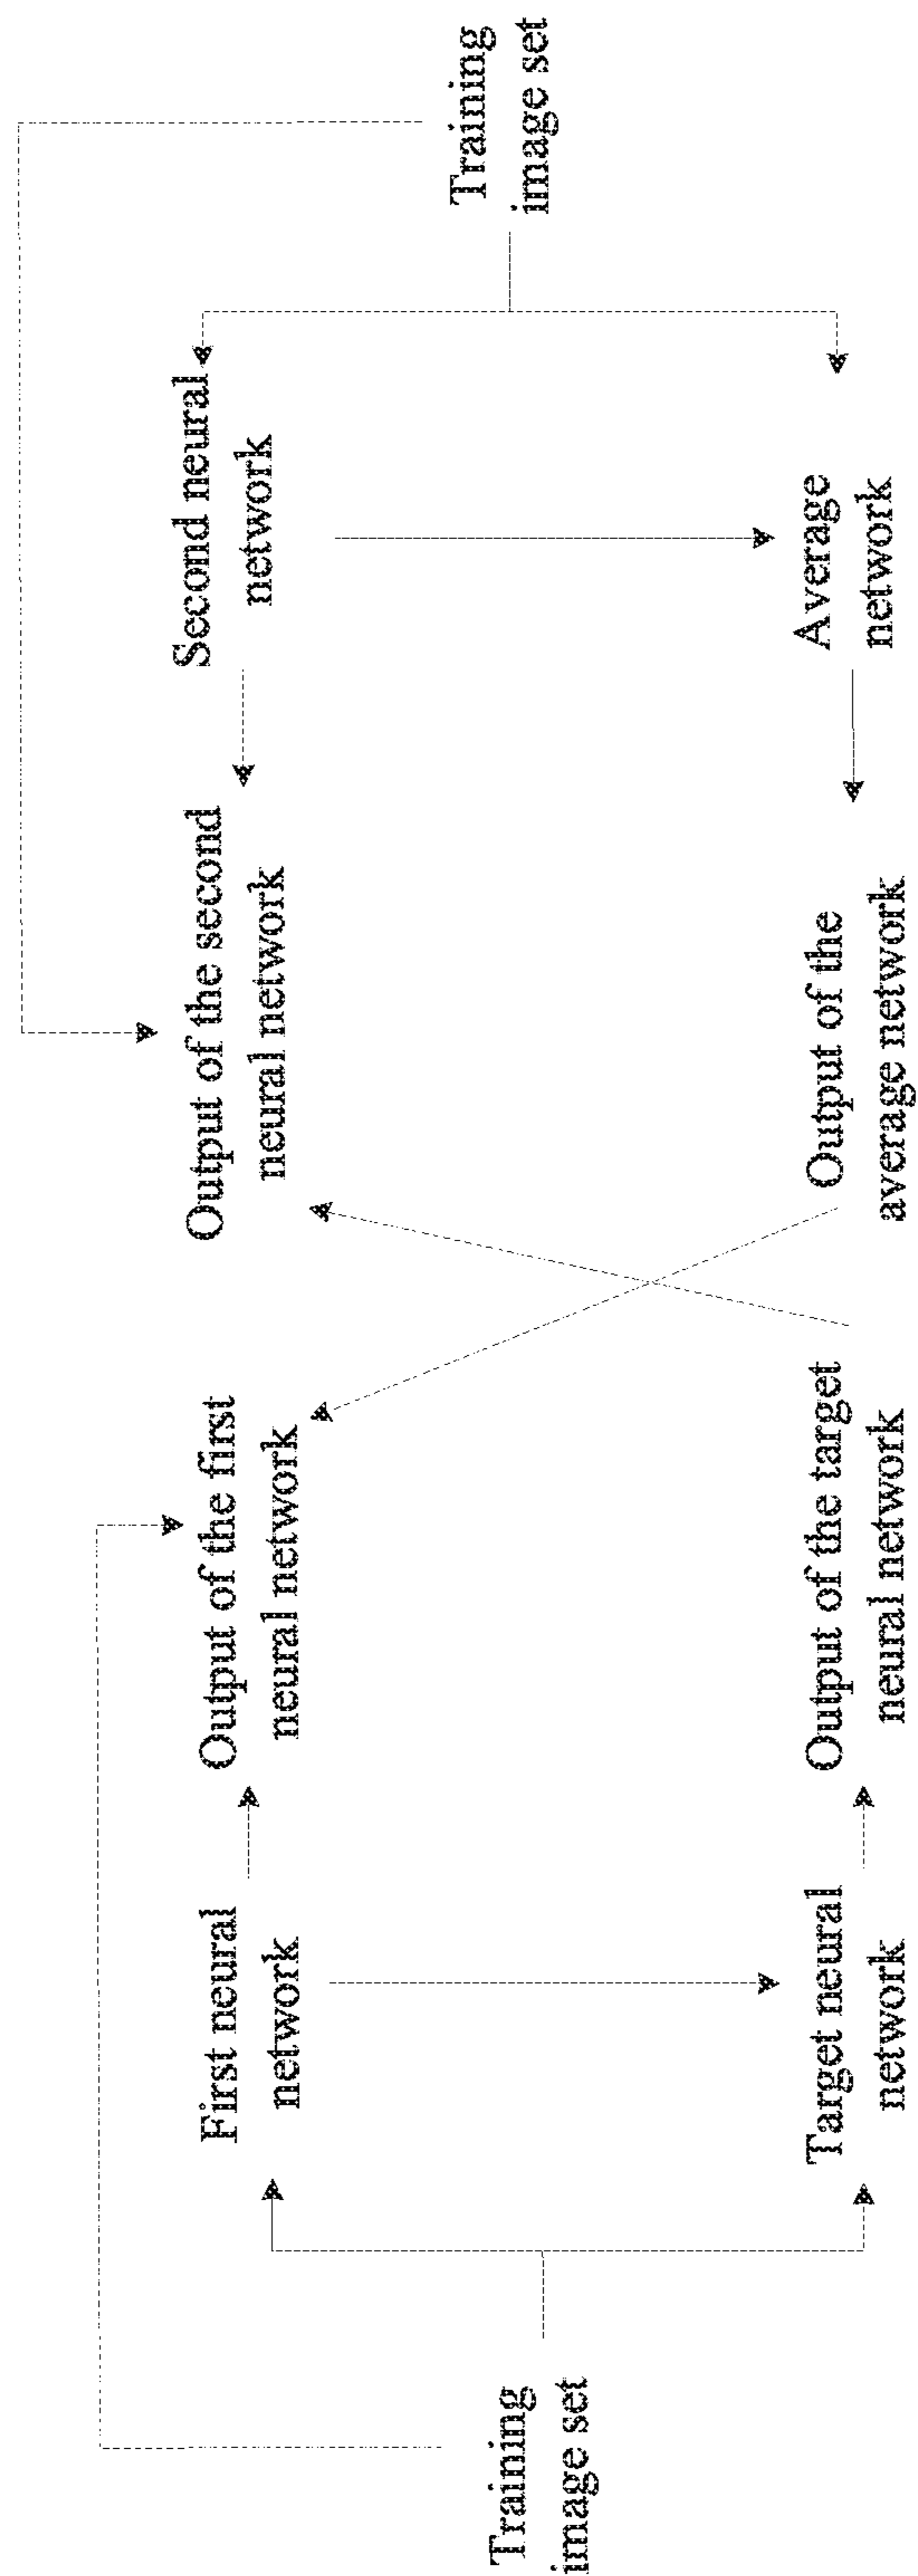 Training
image set
First neural
network
Target neural
network
Output of the first
neural network
Output of the target
neural network
Output of the second
neural network
Output of the
average network
Second neural
network
Average
network
Training
image set